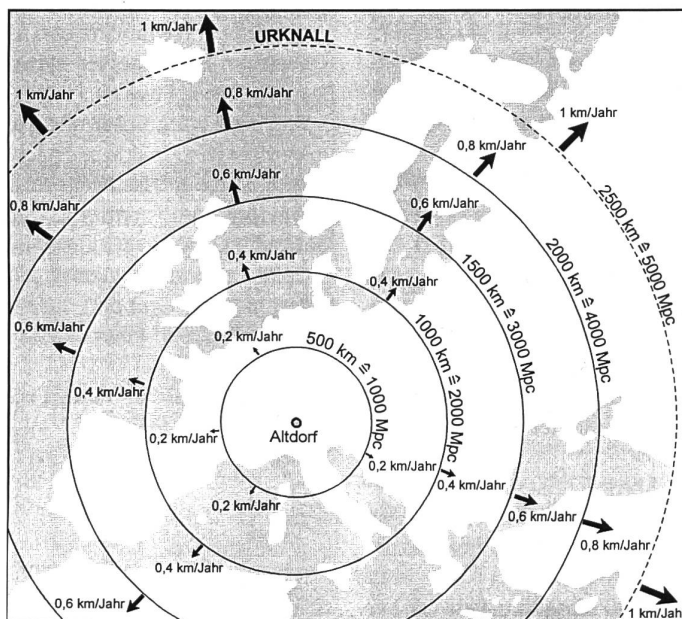 1 km/Jahr
URKNALL
1 km/Jahr
0,8 km/Jahr
1 km/Jahr
0,8 km/Jahr
0,6 km/Jahr
0,8 km/Jahr
0,6 km/Jahr
2500 km ≙ 5000 Mpc
2000 km ≙ 4000 Mpc
1500 km ≙ 3000 Mpc
1000 km ≙ 2000 Mpc
500 km ≙ 1000 Mpc
0,4 km/Jahr
0,4 km/Jahr
0,6 km/Jahr
0,2 km/Jahr
0,4 km/Jahr
0,2 km/Jahr
Altdorf
0,2 km/Jahr
0,4 km/Jahr
0,2 km/Jahr
0,6 km/Jahr
0,8 km/Jahr
0,4 km/Jahr
0,6 km/Jahr
1 km/Jahr